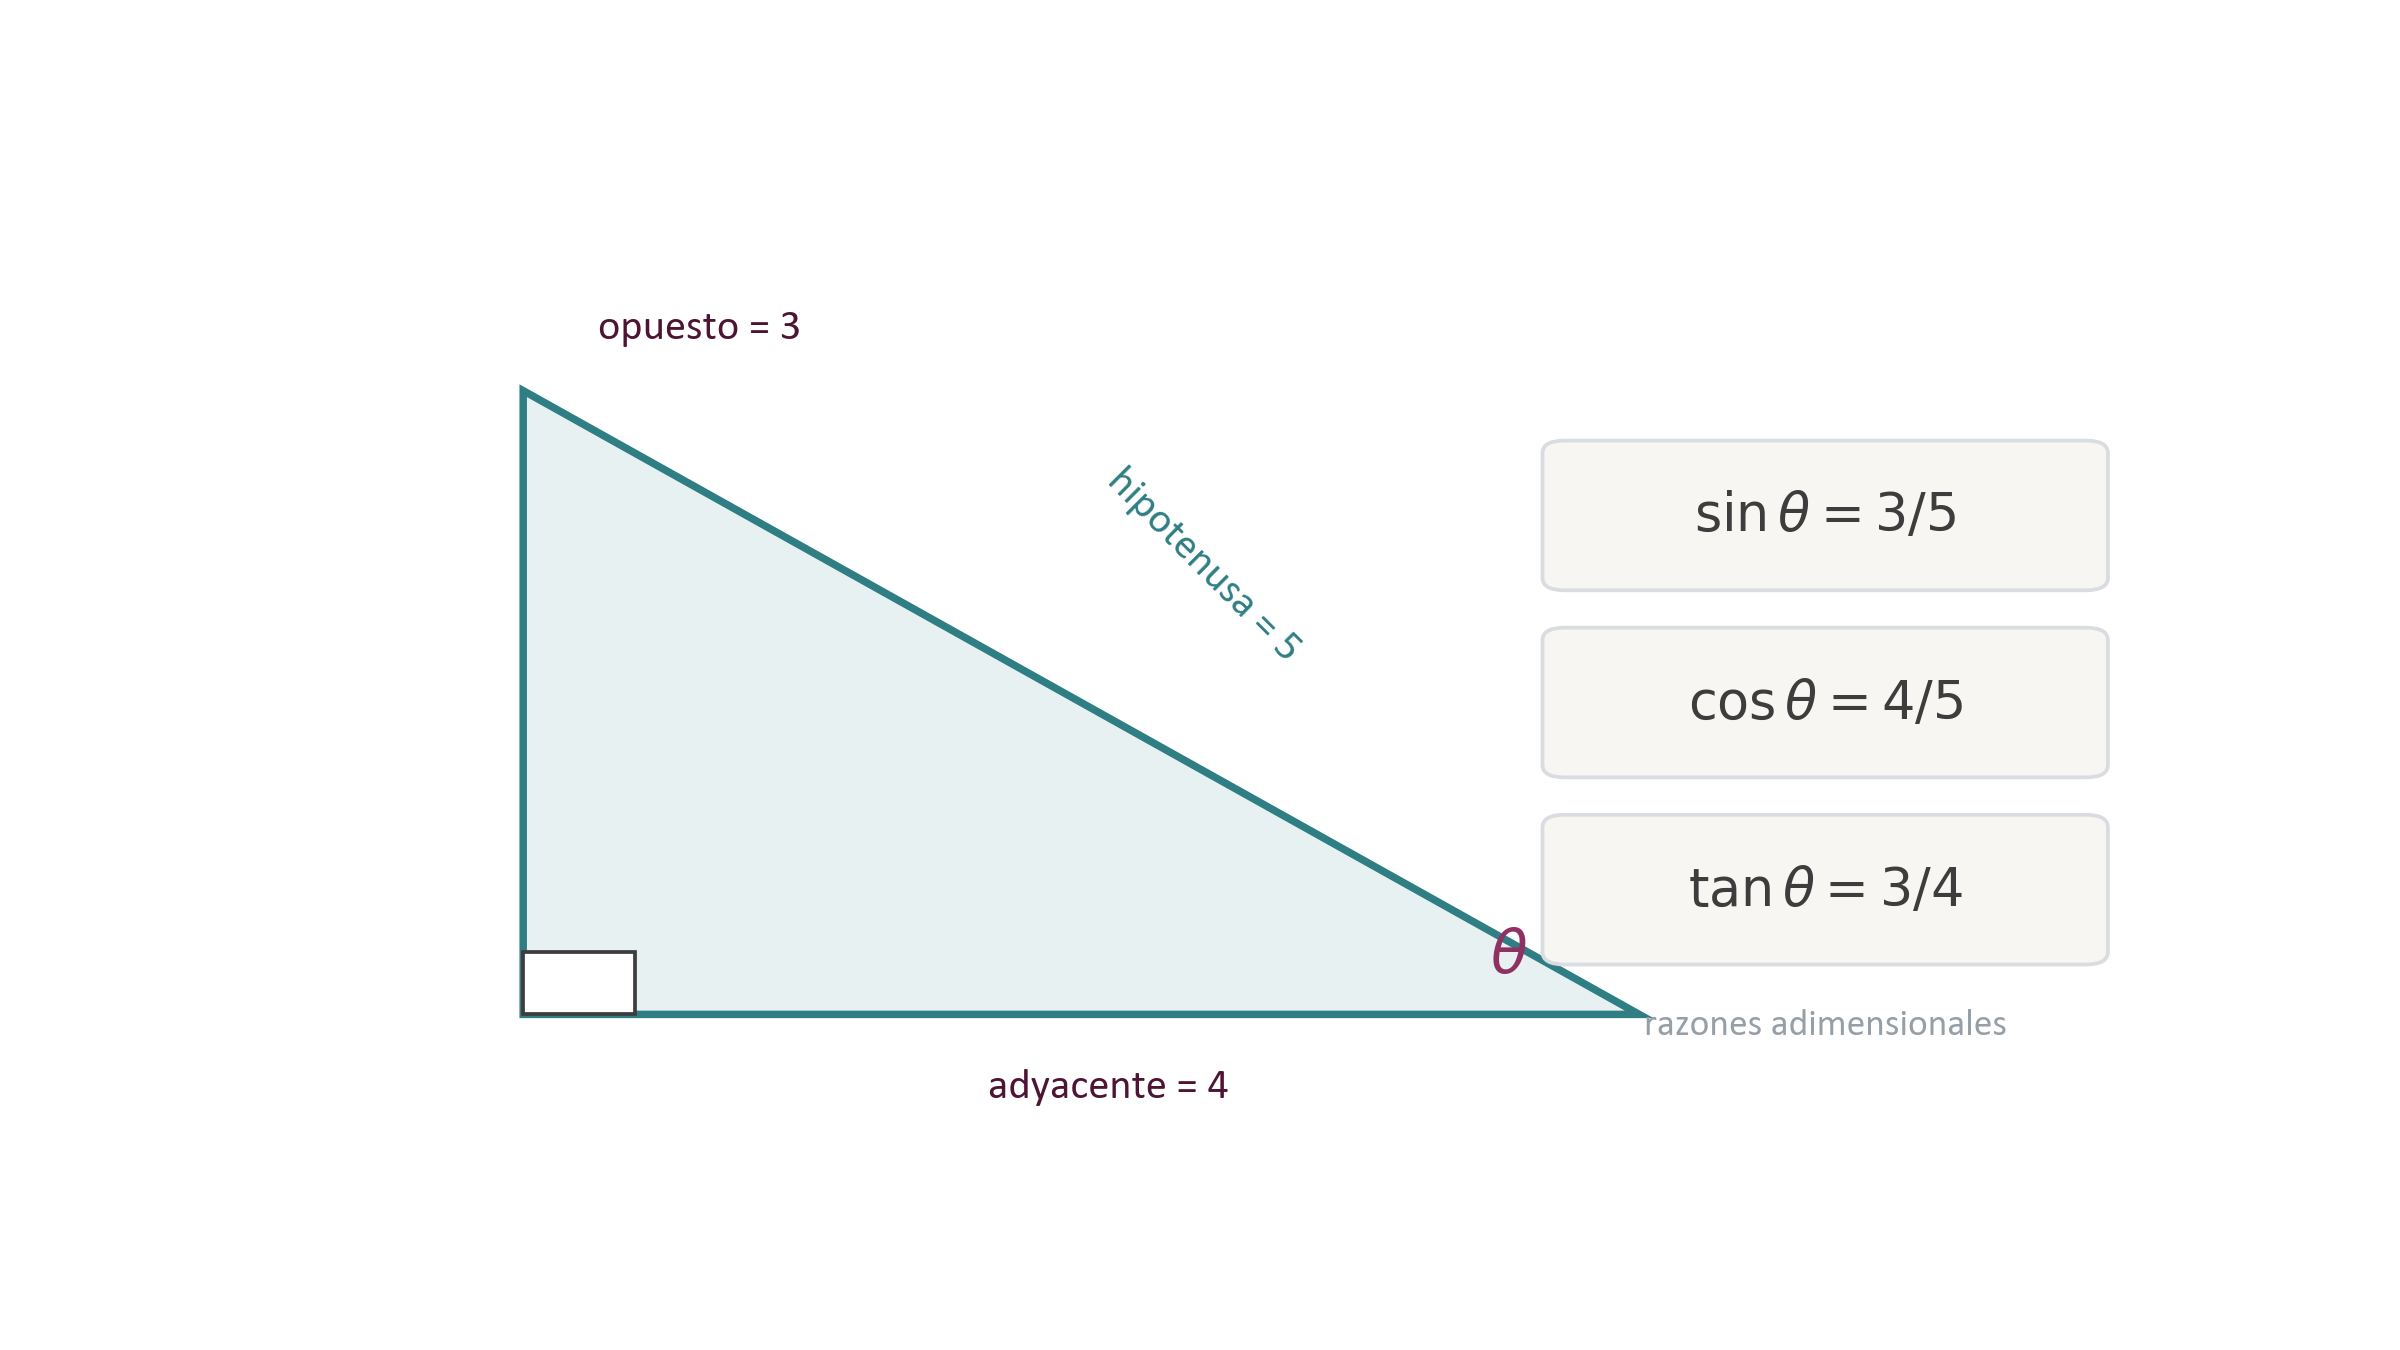 opuesto = 3
hipotenusa = 5
sin θ = 3/5
cos θ = 4/5
tan θ = 3/4
θ
razones adimensionales
adyacente = 4